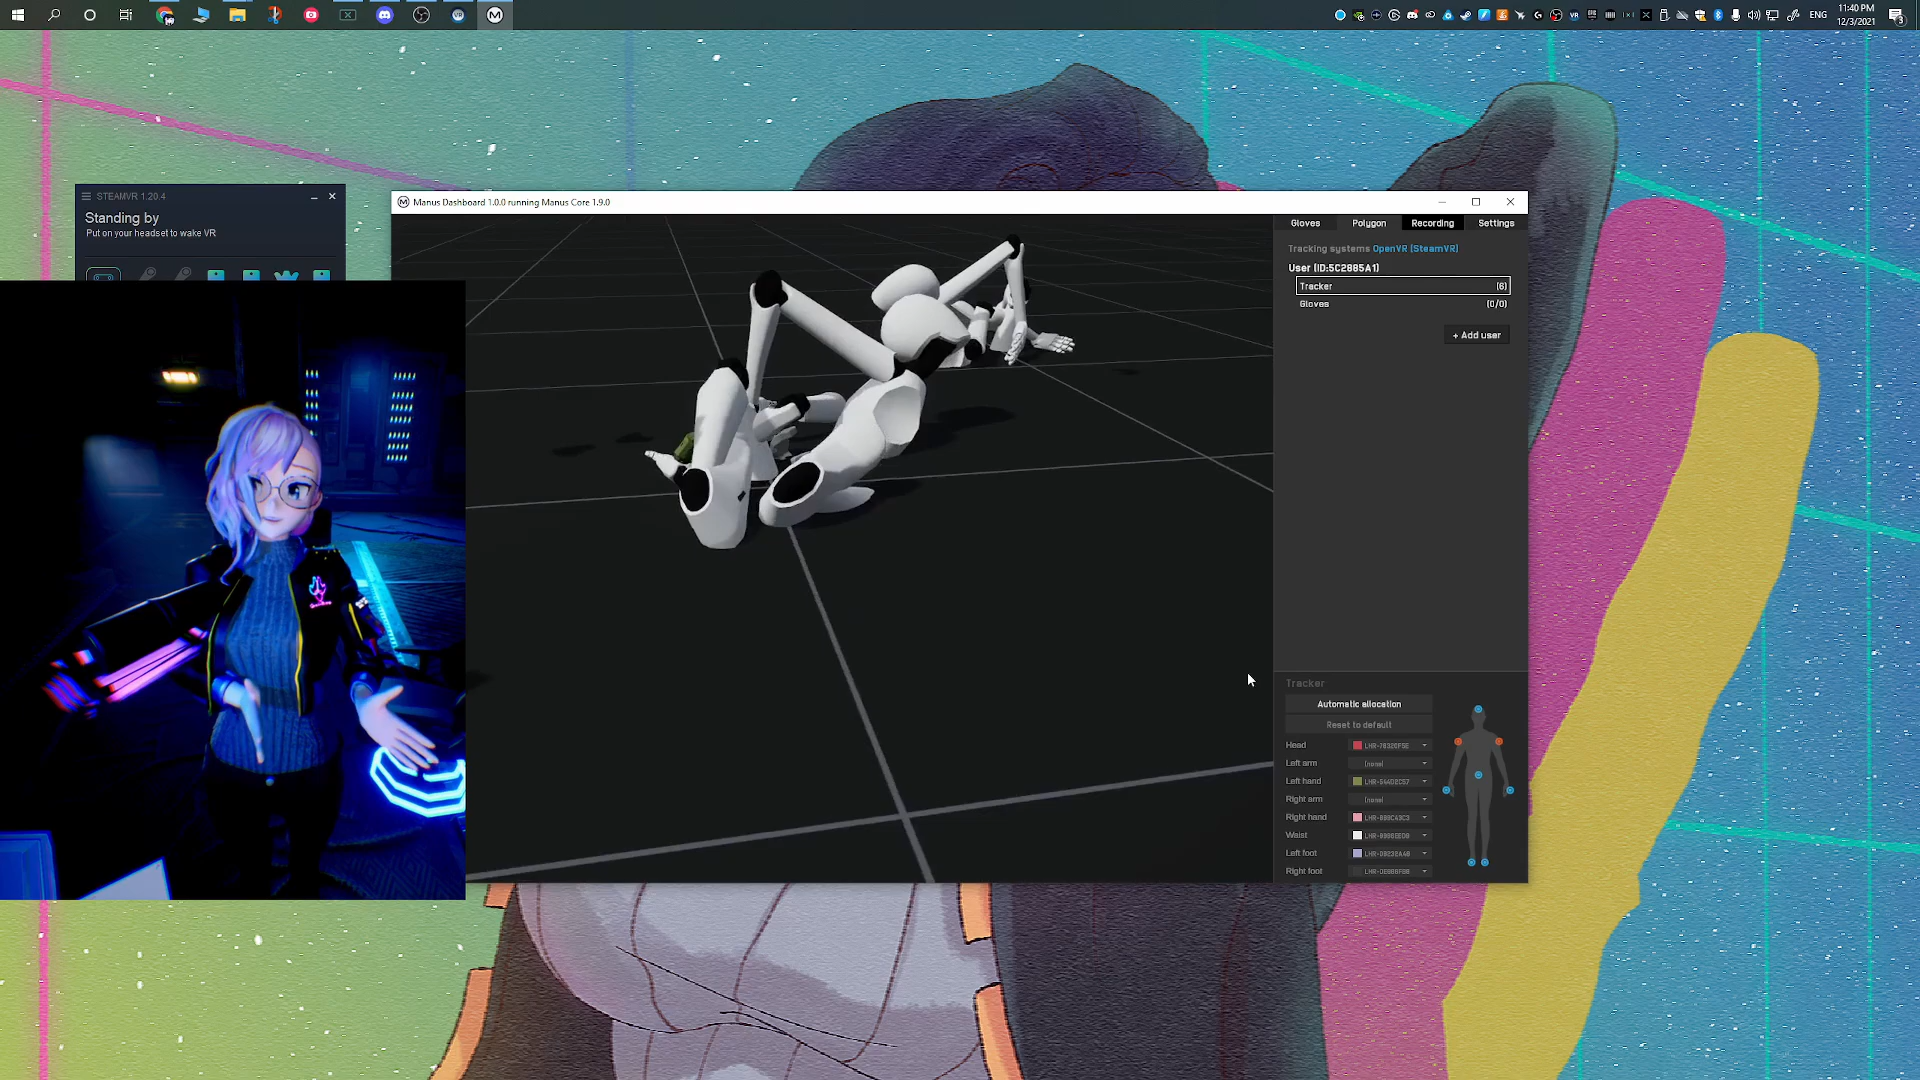 11:40 PM
ENG
12/3/2021
3
STEAMVR 1.20.4
Standing by
Put on your headset to wake VR
Manus Dashboard 1.0.0 running Manus Core 1.9.0
Gloves
Polygon
Recording
Settings
Tracking systems OpenVR (SteamVR)
User (ID:5C2885A1)
Tracker (6)
Gloves (0/0)
+ Add user
Tracker
Automatic allocation
Reset to default
Head
Left arm (none)
Left hand
Right arm (none)
Right hand
Waist
Left foot
Right foot